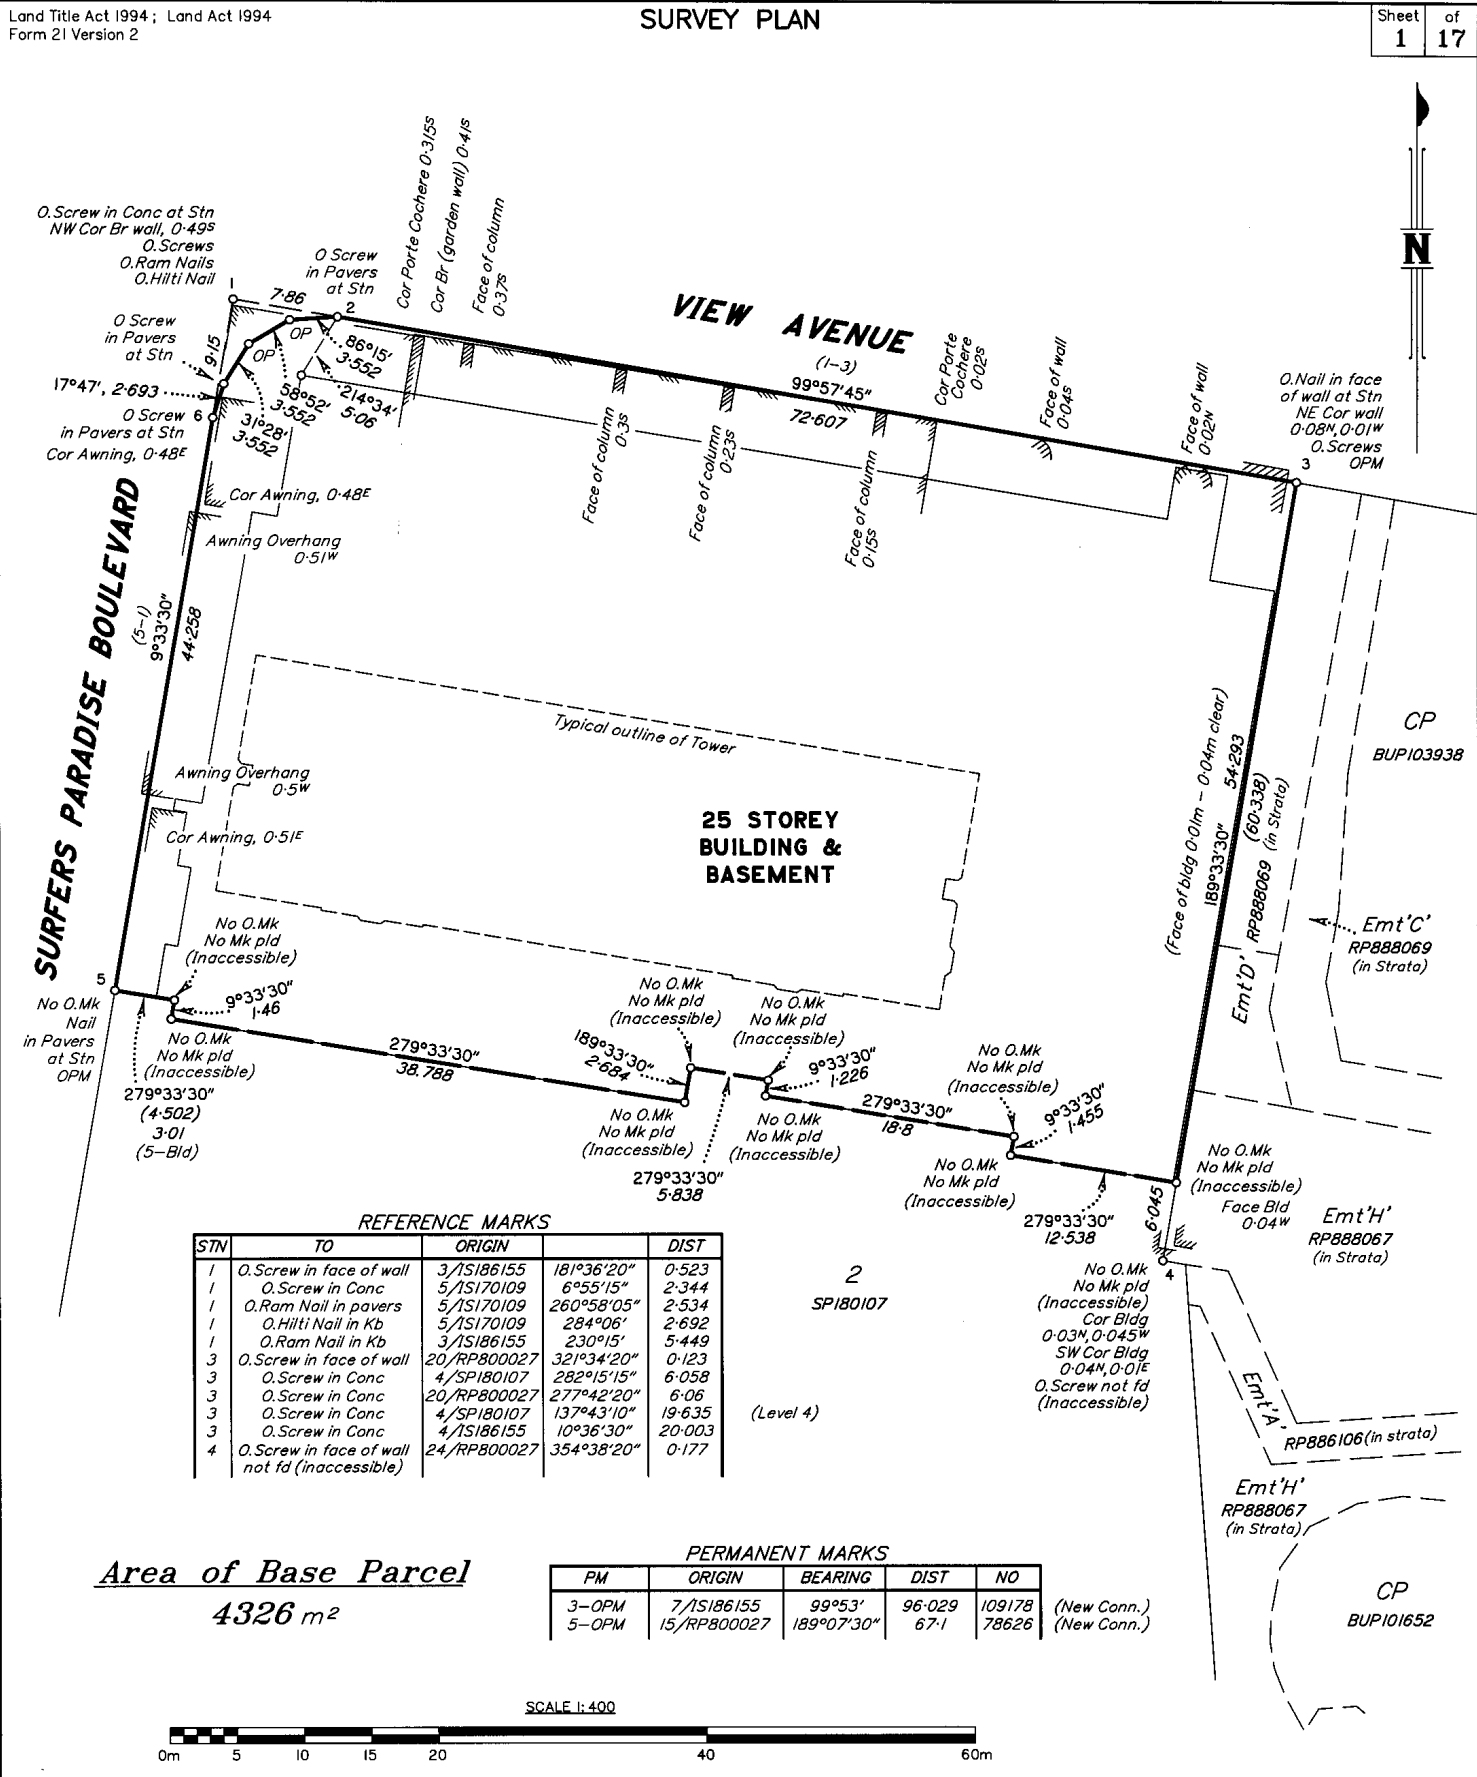 Land Title Act 1994 ; Land Act 1994
Form 21 Version 2
SURVEY PLAN
Sheet of
1 17
N
O.Screw in Conc at Stn
NW Cor Br wall, 0·49S
O.Screws
O.Ram Nails
O.Hilti Nail
1
7·86
O Screw
in Pavers
at Stn
2
Cor Porte Cochere 0·315S
Cor Br (garden wall) 0·41S
Face of column
0·37S
VIEW AVENUE
(1-3)
99°57'45"
72·607
Cor Porte
Cochere
0·02S
Face of wall
0·04S
Face of wall
0·02N
O.Nail in face
of wall at Stn
NE Cor wall
0·08N, 0·01W
O.Screws
OPM
3
O Screw
in Pavers
at Stn
9·15
OP
OP
86°15'
3·552
214°34'
5·06
58°52'
3·552
31°28'
3·552
17°47', 2·693
6
O Screw
in Pavers at Stn
Cor Awning, 0·48E
Cor Awning, 0·48E
Awning Overhang
0·51W
Face of column
0·3S
Face of column
0·23S
Face of column
0·15S
SURFERS PARADISE BOULEVARD
(5-1)
9°33'30"
44·258
Typical outline of Tower
Awning Overhang
0·5W
Cor Awning, 0·51E
25 STOREY
BUILDING &
BASEMENT
(Face of bldg 0·01m - 0·04m clear)
189°33'30" 54·293
(60·338)
(in Strata)
RP888069
Emt'D'
CP
BUP103938
Emt'C'
RP888069
(in Strata)
5
No O.Mk
Nail
in Pavers
at Stn
OPM
No O.Mk
No Mk pld
(Inaccessible)
9°33'30"
1·46
No O.Mk
No Mk pld
(Inaccessible)
279°33'30"
(4·502)
3·01
(5-Bld)
279°33'30"
38·788
189°33'30"
2·684
No O.Mk
No Mk pld
(Inaccessible)
No O.Mk
No Mk pld
(Inaccessible)
No O.Mk
No Mk pld
(Inaccessible)
No O.Mk
No Mk pld
(Inaccessible)
9°33'30"
1·226
279°33'30"
5·838
279°33'30"
18·8
No O.Mk
No Mk pld
(Inaccessible)
9°33'30"
1·455
No O.Mk
No Mk pld
(Inaccessible)
279°33'30"
12·538
No O.Mk
No Mk pld
(Inaccessible)
Face Bld
0·04W
6·045
4
No O.Mk
No Mk pld
(Inaccessible)
Cor Bldg
0·03N, 0·045W
SW Cor Bldg
0·04N, 0·01E
O.Screw not fd
(Inaccessible)
Emt'H'
RP888067
(in Strata)
Emt'A'
RP886106 (in strata)
Emt'H'
RP888067
(in Strata)
CP
BUP101652
2
SP180107
REFERENCE MARKS
STN TO ORIGIN DIST
1 O.Screw in face of wall 3/IS186155 181°36'20" 0·523
1 O.Screw in Conc 5/IS170109 6°55'15" 2·344
1 O.Ram Nail in pavers 5/IS170109 260°58'05" 2·534
1 O.Hilti Nail in Kb 5/IS170109 284°06' 2·692
1 O.Ram Nail in Kb 3/IS186155 230°15' 5·449
3 O.Screw in face of wall 20/RP800027 321°34'20" 0·123
3 O.Screw in Conc 4/SP180107 282°15'15" 6·058
3 O.Screw in Conc 20/RP800027 277°42'20" 6·06
3 O.Screw in Conc 4/SP180107 137°43'10" 19·635 (Level 4)
3 O.Screw in Conc 4/IS186155 10°36'30" 20·003
4 O.Screw in face of wall 24/RP800027 354°38'20" 0·177
not fd (inaccessible)
Area of Base Parcel
4326 m²
PERMANENT MARKS
PM ORIGIN BEARING DIST NO
3-OPM 7/IS186155 99°53' 96·029 109178 (New Conn.)
5-OPM 15/RP800027 189°07'30" 67·1 78626 (New Conn.)
SCALE 1:400
0m 5 10 15 20 40 60m